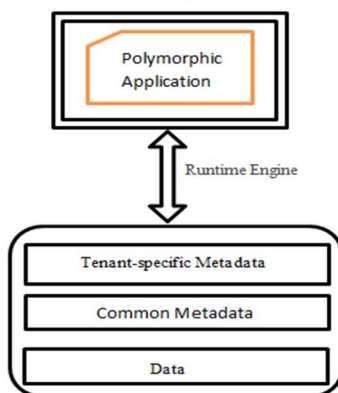 Polymorphic
Application
Runtime Engine
Tenant-specific Metadata
Common Metadata
Data